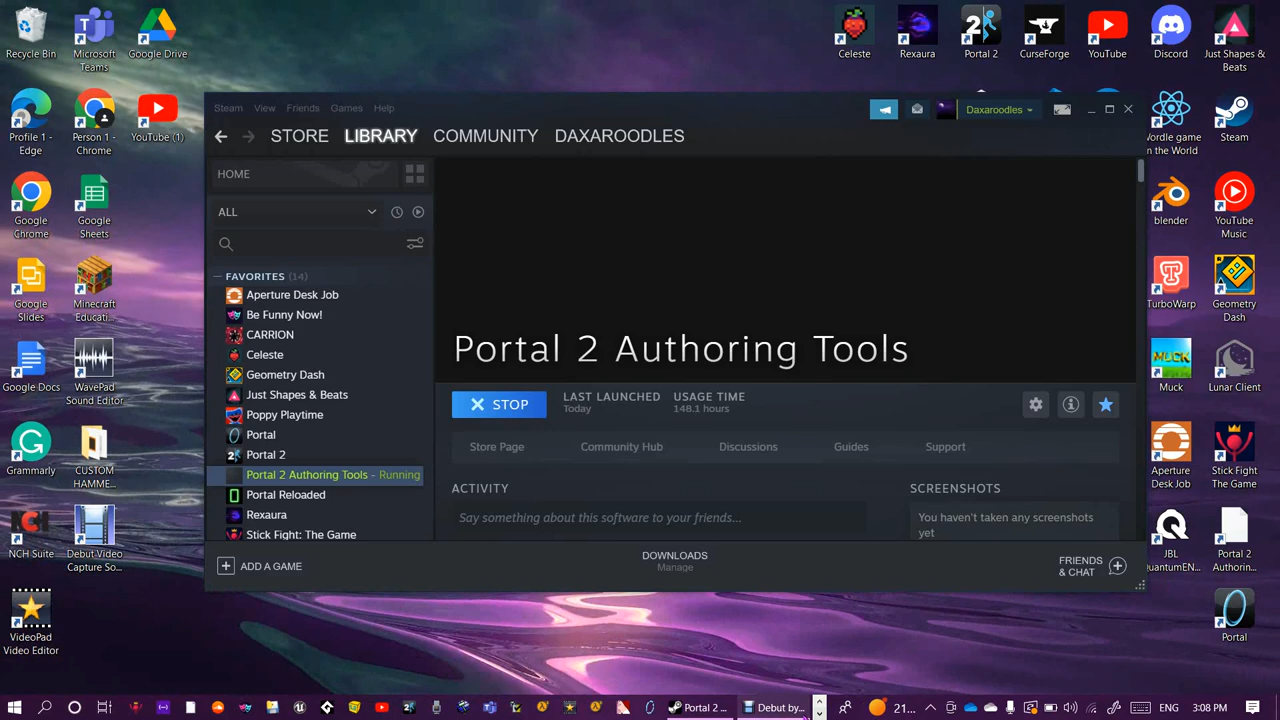 Recycle Bin
Microsoft Teams
Google Drive
Celeste
Rexaura
Portal 2
CurseForge
YouTube
Discord
Just Shapes & Beats
Profile 1 - Edge
Person 1 - Chrome
YouTube (1)
Steam View Friends Games Help
Daxaroodles
STORE LIBRARY COMMUNITY DAXAROODLES
Wordle game in the World
Steam
HOME
ALL
Google Chrome
Google Sheets
blender
YouTube Music
FAVORITES (14)
Aperture Desk Job
Be Funny Now!
CARRION
Celeste
Geometry Dash
Just Shapes & Beats
Poppy Playtime
Portal
Portal 2
Portal 2 Authoring Tools - Running
Portal Reloaded
Rexaura
Stick Fight: The Game
Portal 2 Authoring Tools
STOP
LAST LAUNCHED
Today
USAGE TIME
148.1 hours
Store Page Community Hub Discussions Guides Support
ACTIVITY
Say something about this software to your friends...
SCREENSHOTS
You haven't taken any screenshots
yet
ADD A GAME
DOWNLOADS
Manage
FRIENDS
& CHAT
Google Slides
Minecraft Educati...
TurboWarp
Geometry Dash
Google Docs
WavePad Sound Editor
Muck
Lunar Client
Grammarly
CUSTOM HAMME...
Aperture Desk Job
Stick Fight The Game
NCH Suite
Debut Video Capture So...
JBL QuantumEN...
Portal 2 Authorin...
VideoPad Video Editor
Portal
Portal 2 ...
Debut by...
21...
3:08 PM